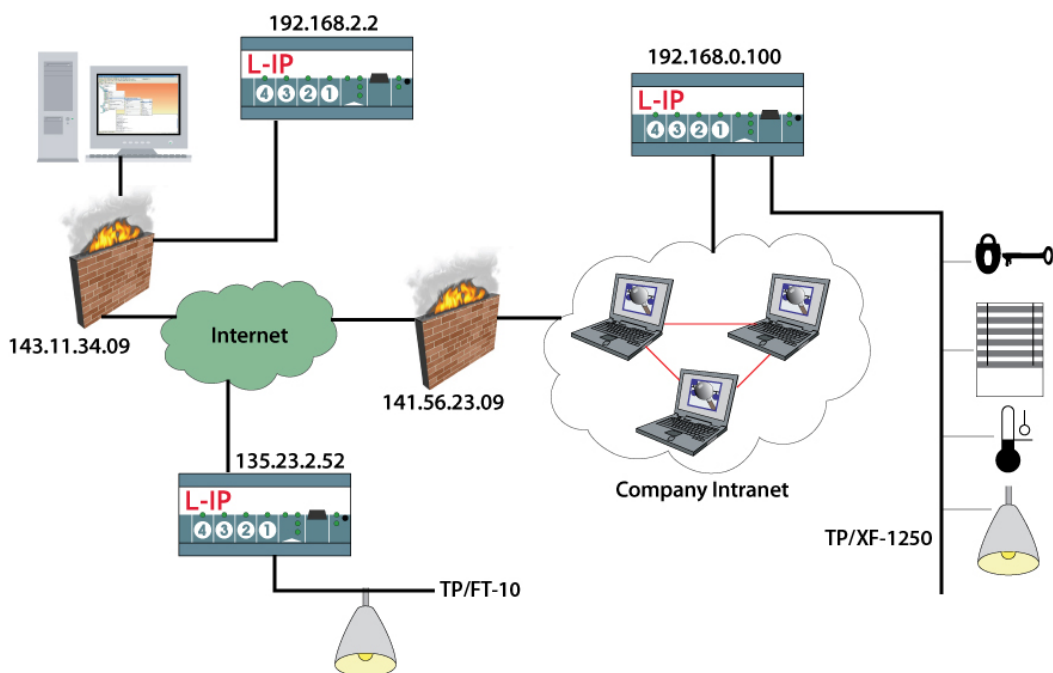 192.168.2.2
L-IP
4 3 2 1
192.168.0.100
L-IP
4 3 2 1
143.11.34.09
Internet
141.56.23.09
Company Intranet
135.23.2.52
L-IP
4 3 2 1
TP/FT-10
TP/XF-1250